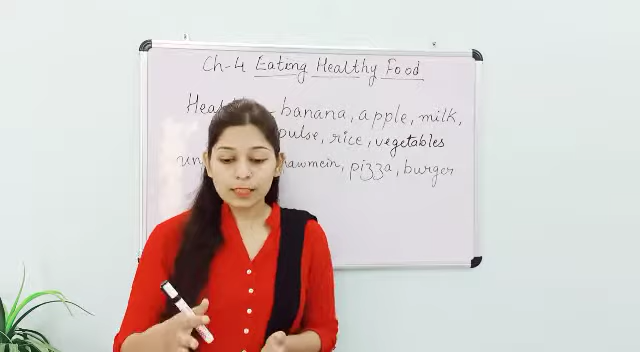 Ch-4 Eating Healthy Food
banana, apple, milk,
pulse, rice, vegetables
pizza, burger